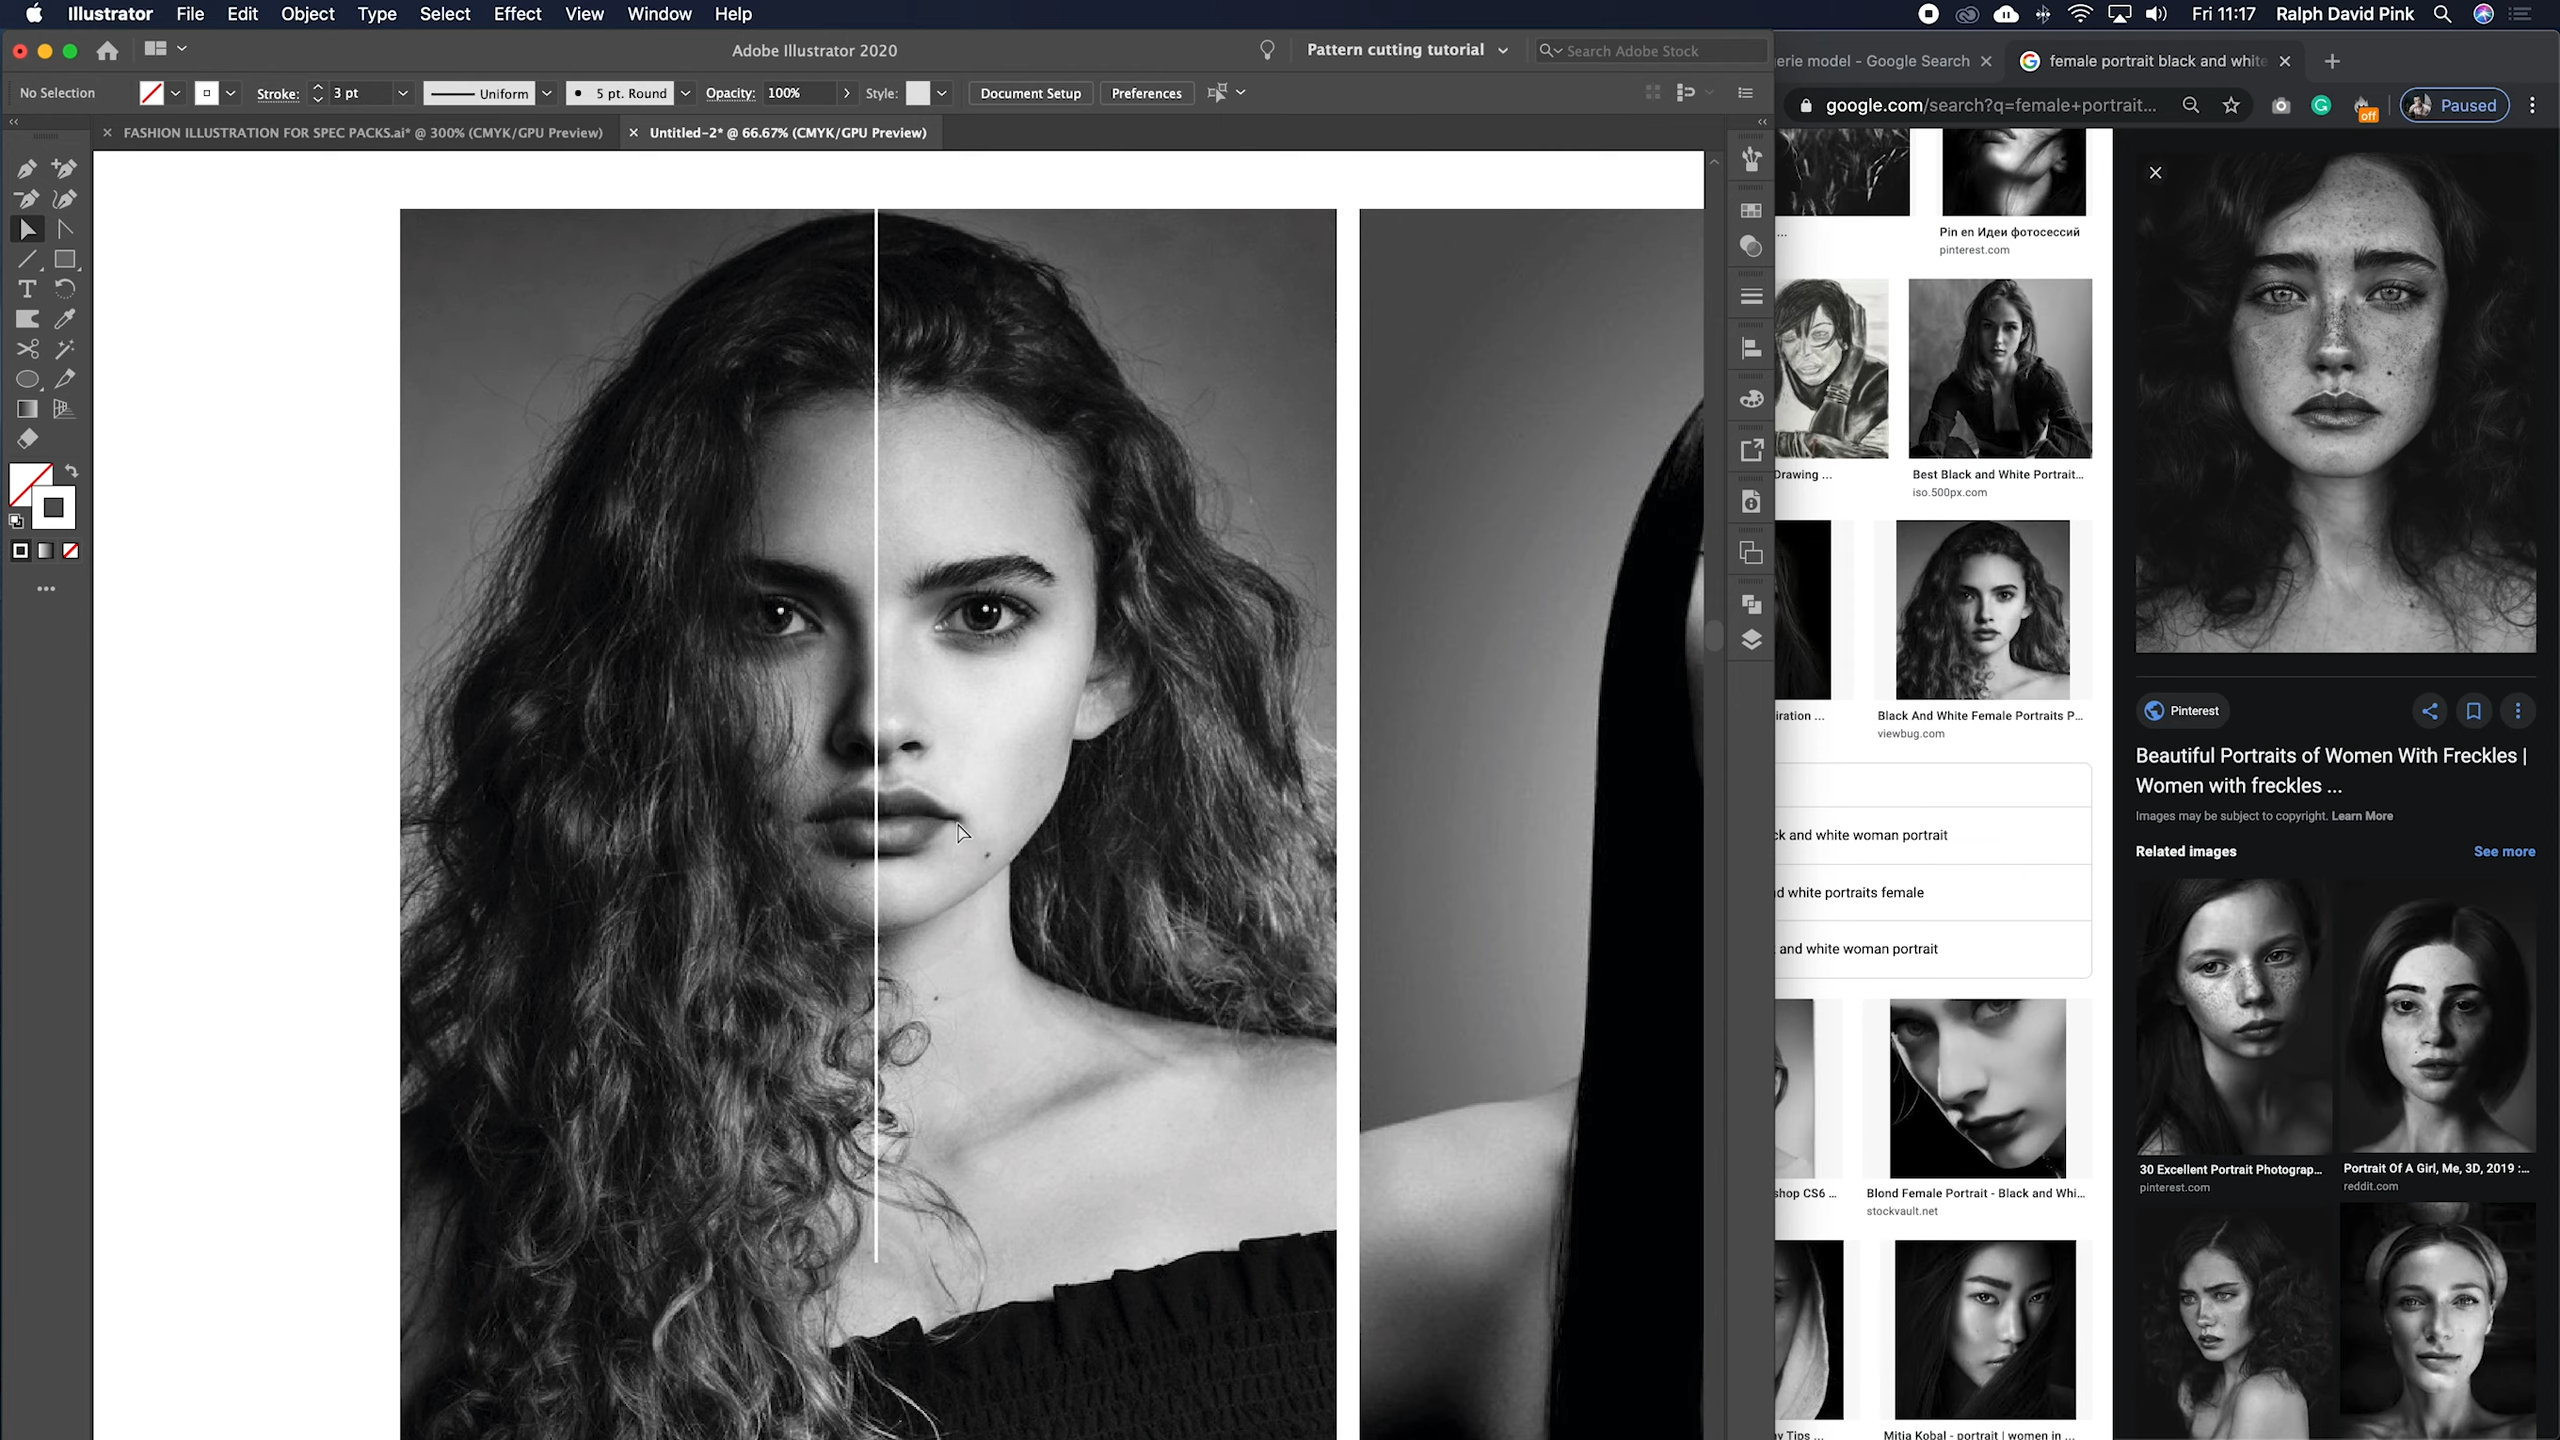 Illustrator File Edit Object Type Select Effect View Window Help
Fri 11:17 Ralph David Pink
Adobe Illustrator 2020
Pattern cutting tutorial
Search Adobe Stock
No Selection
Stroke:
3 pt
Uniform
5 pt. Round
Opacity:
100%
Style:
Document Setup
Preferences
FASHION ILLUSTRATION FOR SPEC PACKS.ai* @ 300% (CMYK/GPU Preview)
Untitled-2* @ 66.67% (CMYK/GPU Preview)
erie model - Google Search
female portrait black and white
google.com/search?q=female+portrait...
off
Paused
...
Pin en Идеи фотосессий
pinterest.com
Drawing ...
Best Black and White Portrait...
iso.500px.com
iration ...
Black And White Female Portraits P...
viewbug.com
ck and white woman portrait
d white portraits female
and white woman portrait
shop CS6 ...
Blond Female Portrait - Black and Whi...
stockvault.net
y Tips ...
Mitja Kobal - portrait | women in ...
Pinterest
Beautiful Portraits of Women With Freckles |
Women with freckles ...
Images may be subject to copyright. Learn More
Related images
See more
30 Excellent Portrait Photograp...
pinterest.com
Portrait Of A Girl, Me, 3D, 2019 :...
reddit.com